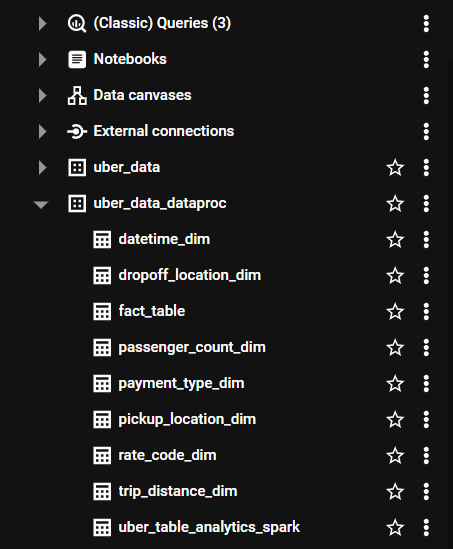 (Classic) Queries (3)
Notebooks
Data canvases
External connections
uber_data
uber_data_dataproc
datetime_dim
dropoff_location_dim
fact_table
passenger_count_dim
payment_type_dim
pickup_location_dim
rate_code_dim
trip_distance_dim
uber_table_analytics_spark